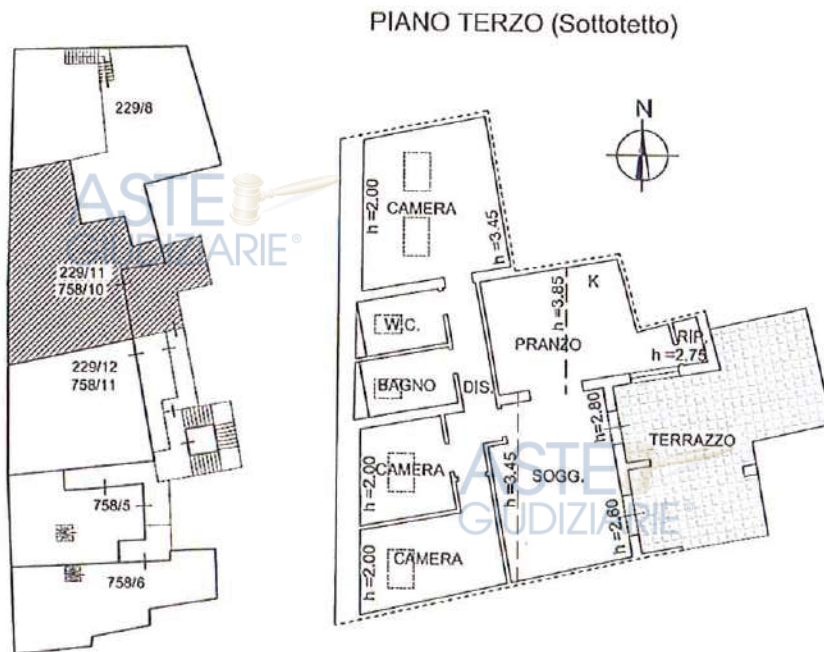 PIANO TERZO (Sottotetto)
229/8
229/11
758/10
229/12
758/11
758/5
758/6
N
CAMERA
h =2.00
h =3.45
W.C.
BAGNO
DIS.
K
h =3.85
PRANZO
RIP.
h =2.75
TERRAZZO
h =2.80
SOGG.
h =3.45
h =2.60
CAMERA
h =2.00
CAMERA
h =2.00
ASTE
GIUDIZIARIE®
ASTE
GIUDIZIARIE®